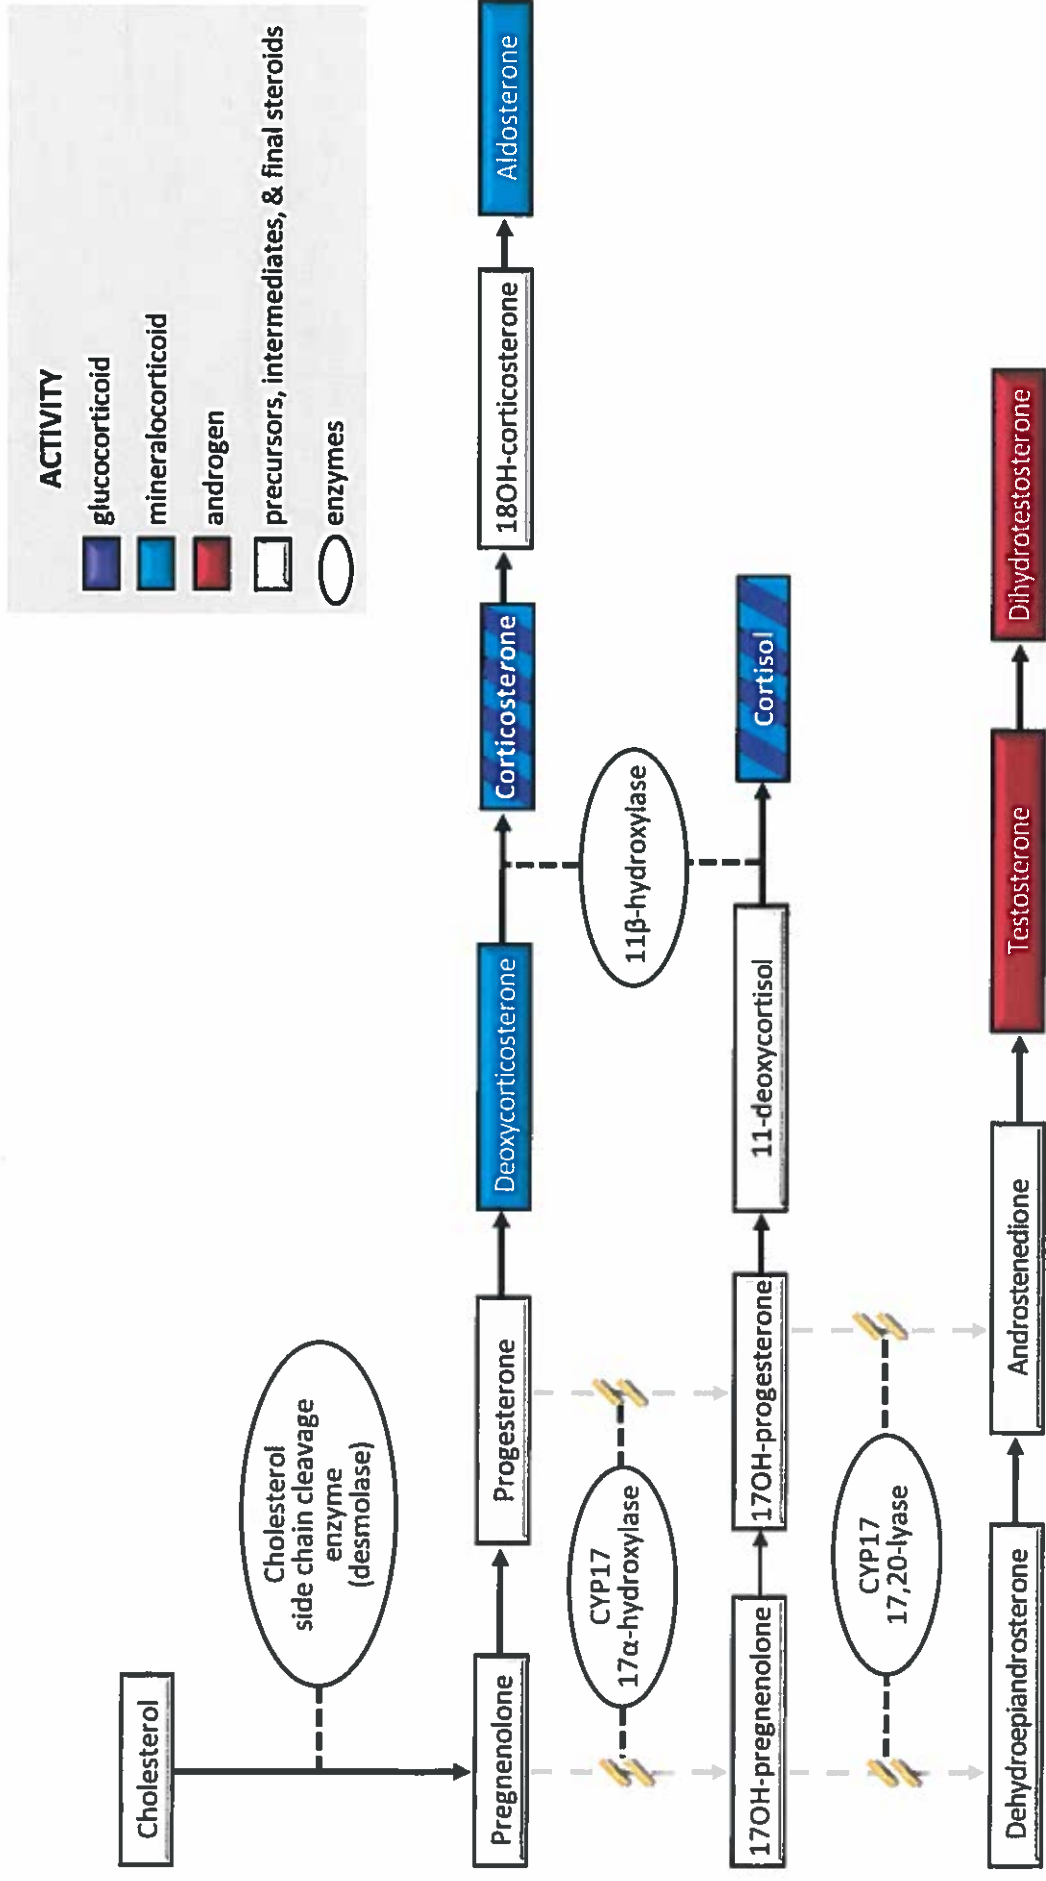 ACTIVITY
glucocorticoid
mineralocorticoid
androgen
precursors, intermediates, & final steroids
enzymes
Cholesterol
Cholesterol
side chain cleavage
enzyme
(desmolase)
Pregnenolone
Progesterone
Deoxycorticosterone
Corticosterone
18OH-corticosterone
Aldosterone
CYP17
17α-hydroxylase
11β-hydroxylase
17OH-pregnenolone
17OH-progesterone
11-deoxycortisol
Cortisol
CYP17
17,20-lyase
Dehydroepiandrosterone
Androstenedione
Testosterone
Dihydrotestosterone